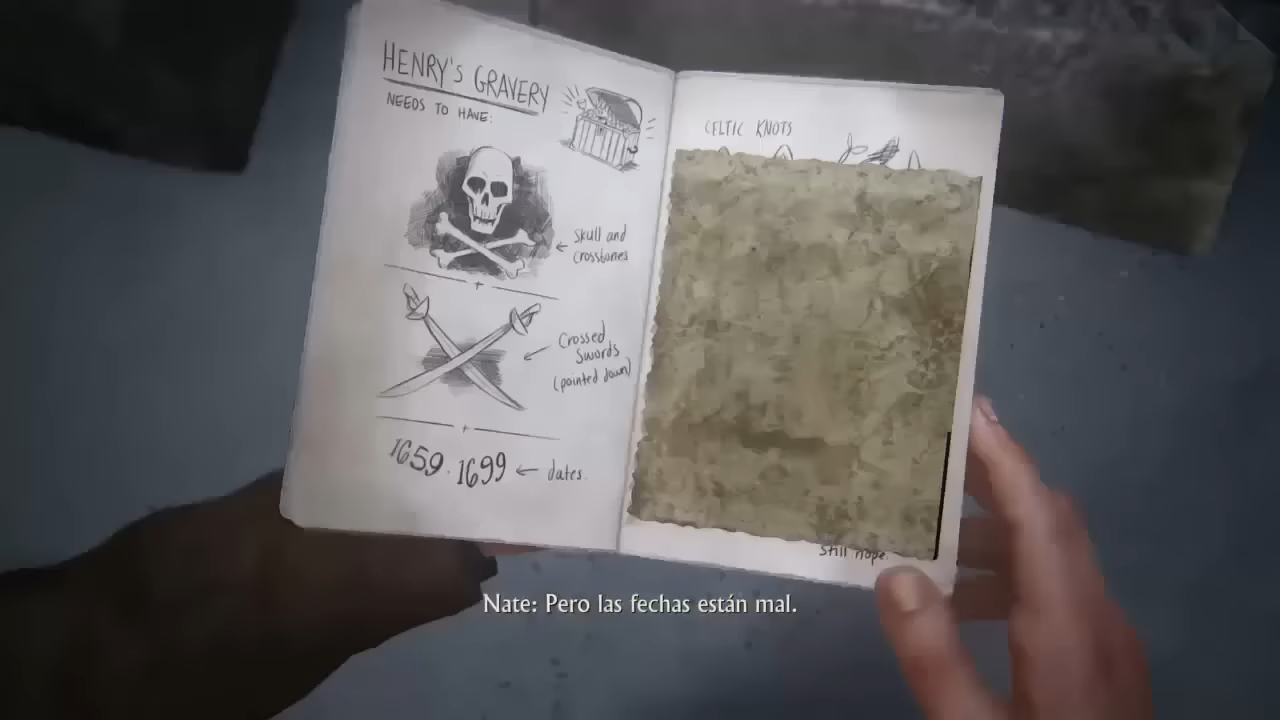 HENRY'S GRAVERY
NEEDS TO HAVE:
skull and
crossbones
Crossed
Swords
(pointed down)
1659 · 1699 ← dates.
CELTIC KNOTS
still nope.
Nate: Pero las fechas están mal.